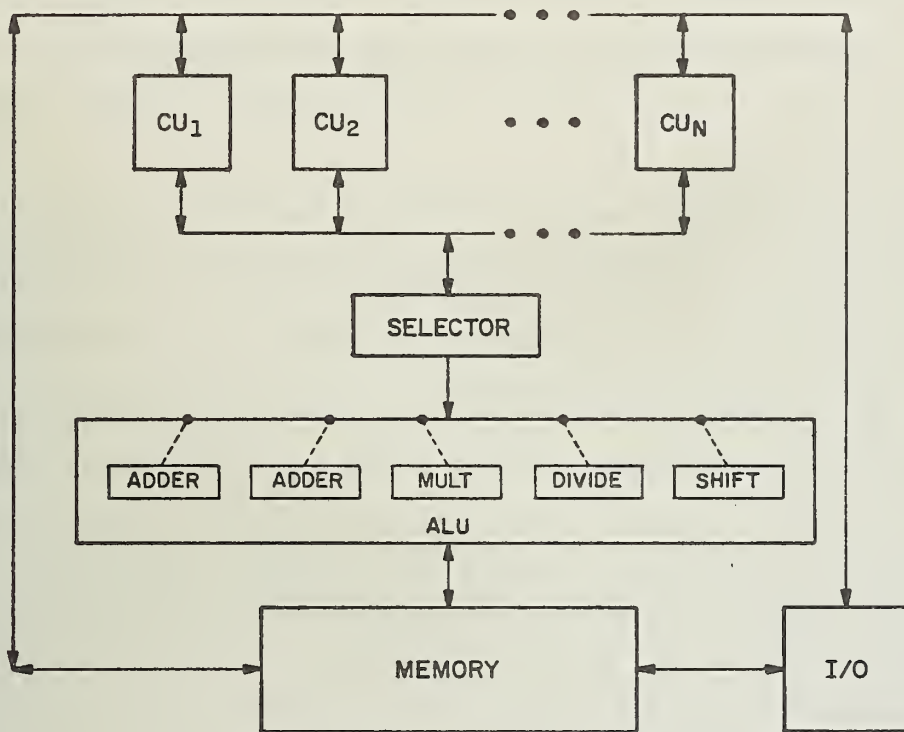 CU1 CU2 CUN
SELECTOR
ADDER ADDER MULT DIVIDE SHIFT
ALU
MEMORY I/O